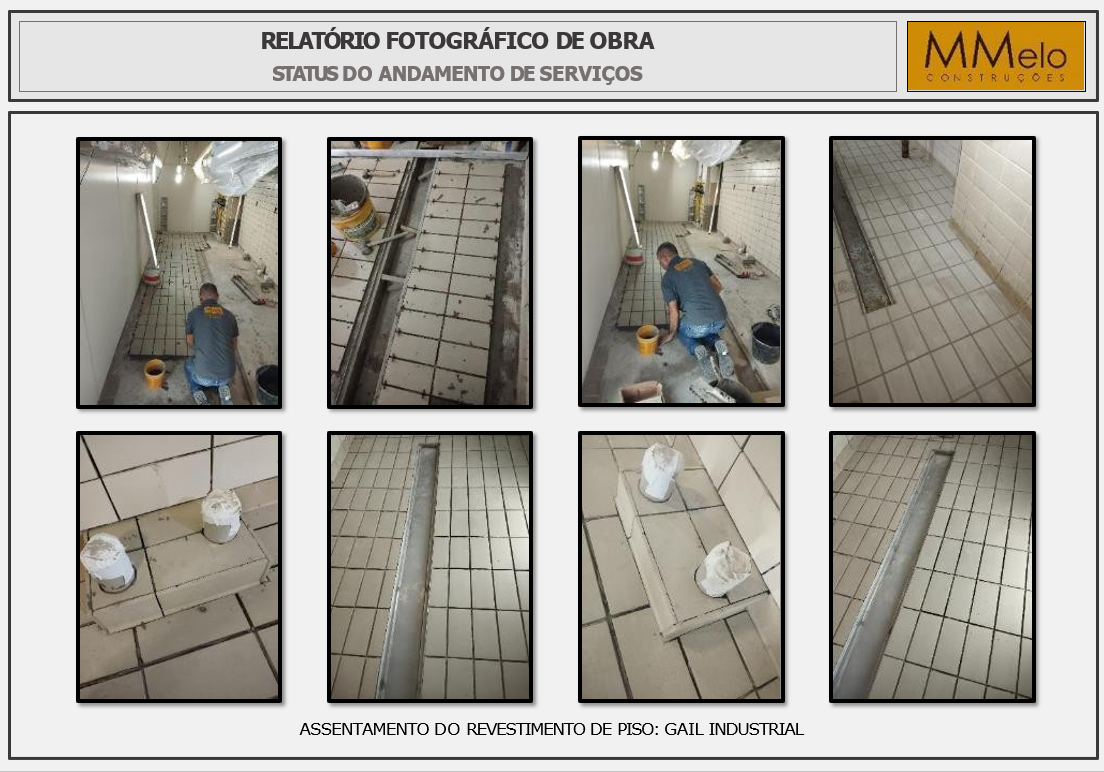 RELATÓRIO FOTOGRÁFICO DE OBRA
STATUS DO ANDAMENTO DE SERVIÇOS
MMelo
CONSTRUÇÕES
ASSENTAMENTO DO REVESTIMENTO DE PISO: GAIL INDUSTRIAL